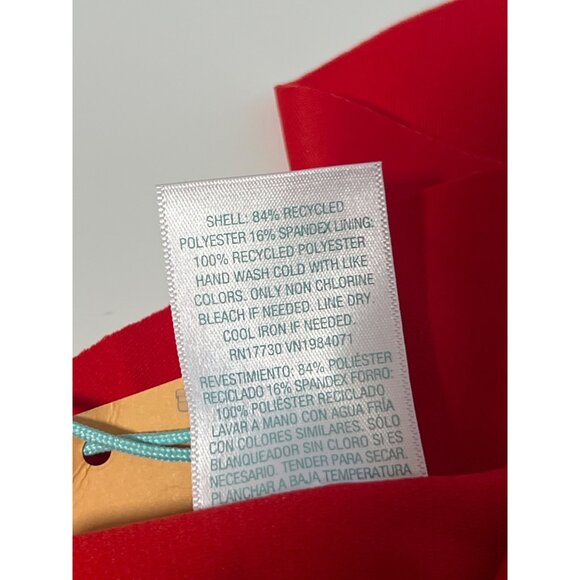 SHELL: 84% RECYCLED
POLYESTER 16% SPANDEX LINING:
100% RECYCLED POLYESTER
HAND WASH COLD WITH LIKE
COLORS. ONLY NON CHLORINE
BLEACH IF NEEDED. LINE DRY
COOL IRON IF NEEDED.
RN17730 VN1984071
REVESTIMIENTO: 84% POLIÉSTER
RECICLADO 16% SPANDEX FORRO:
100% POLIÉSTER RECICLADO
LAVAR A MANO CON AGUA FRÍA
CON COLORES SIMILARES. SÓLO
BLANQUEADOR SIN CLORO SI ES
NECESARIO. TENDER PARA SECAR.
PLANCHAR A BAJA TEMPERATURA